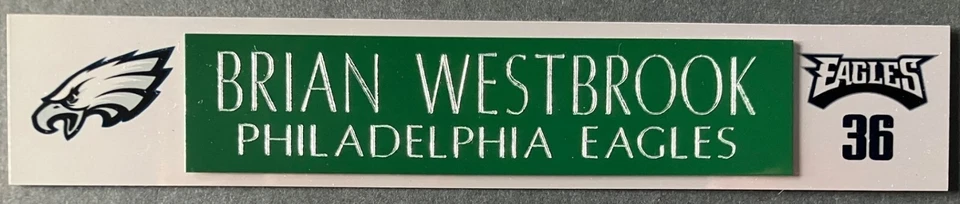 BRIAN WESTBROOK
PHILADELPHIA EAGLES
EAGLES
36